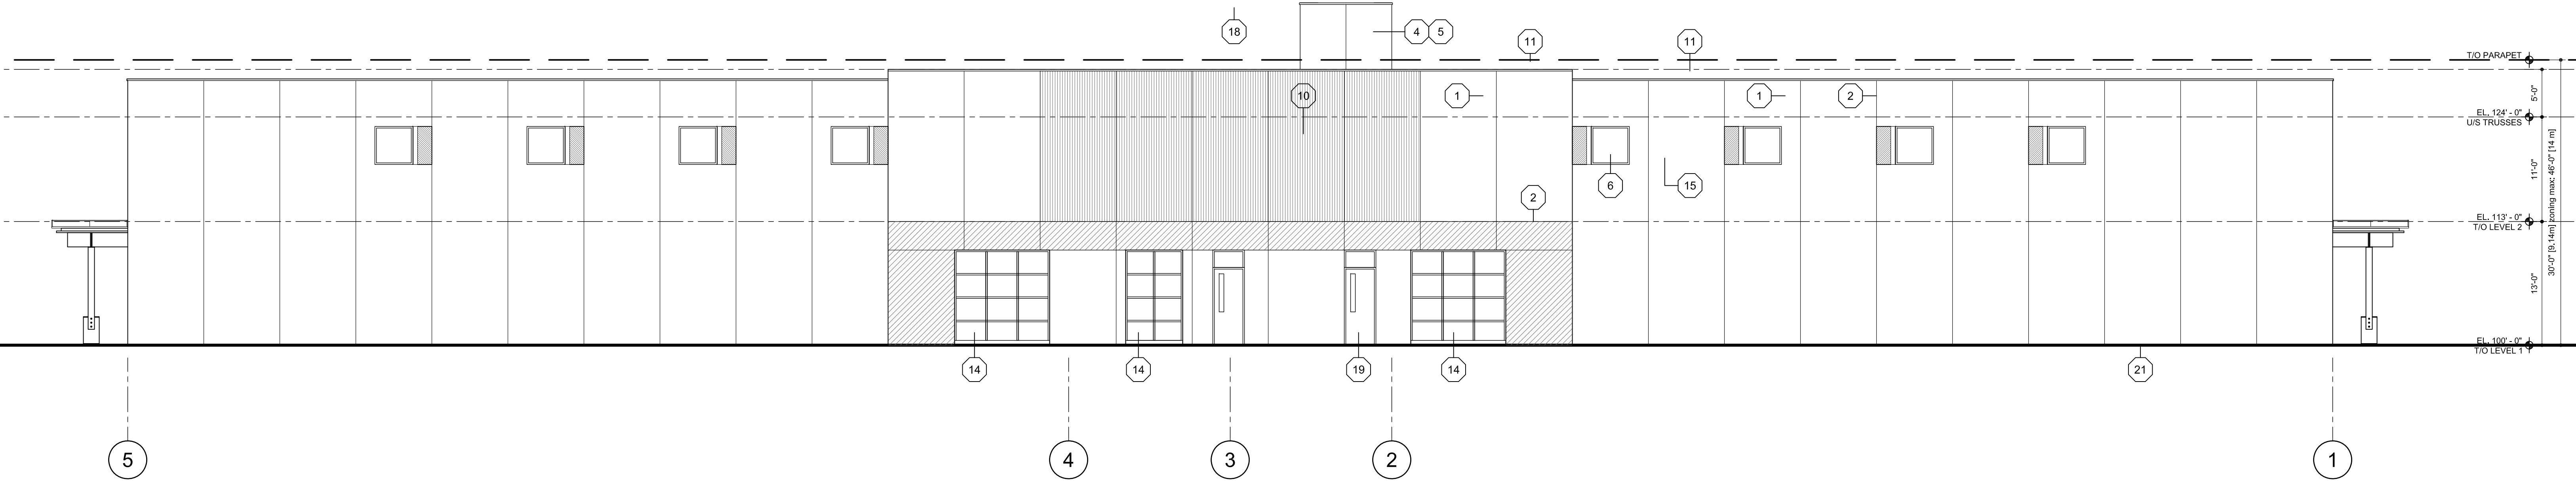 18
4
5
11
11
T/O PARAPET
10
1
1
2
5'-0"
EL. 124' - 0"
U/S TRUSSES
6
15
2
11'-0"
30'-0" [9,14m]
zoning max: 46'-0" [14 m]
EL. 113' - 0"
T/O LEVEL 2
13'-0"
EL. 100' - 0"
T/O LEVEL 1
14
14
19
14
21
5
4
3
2
1